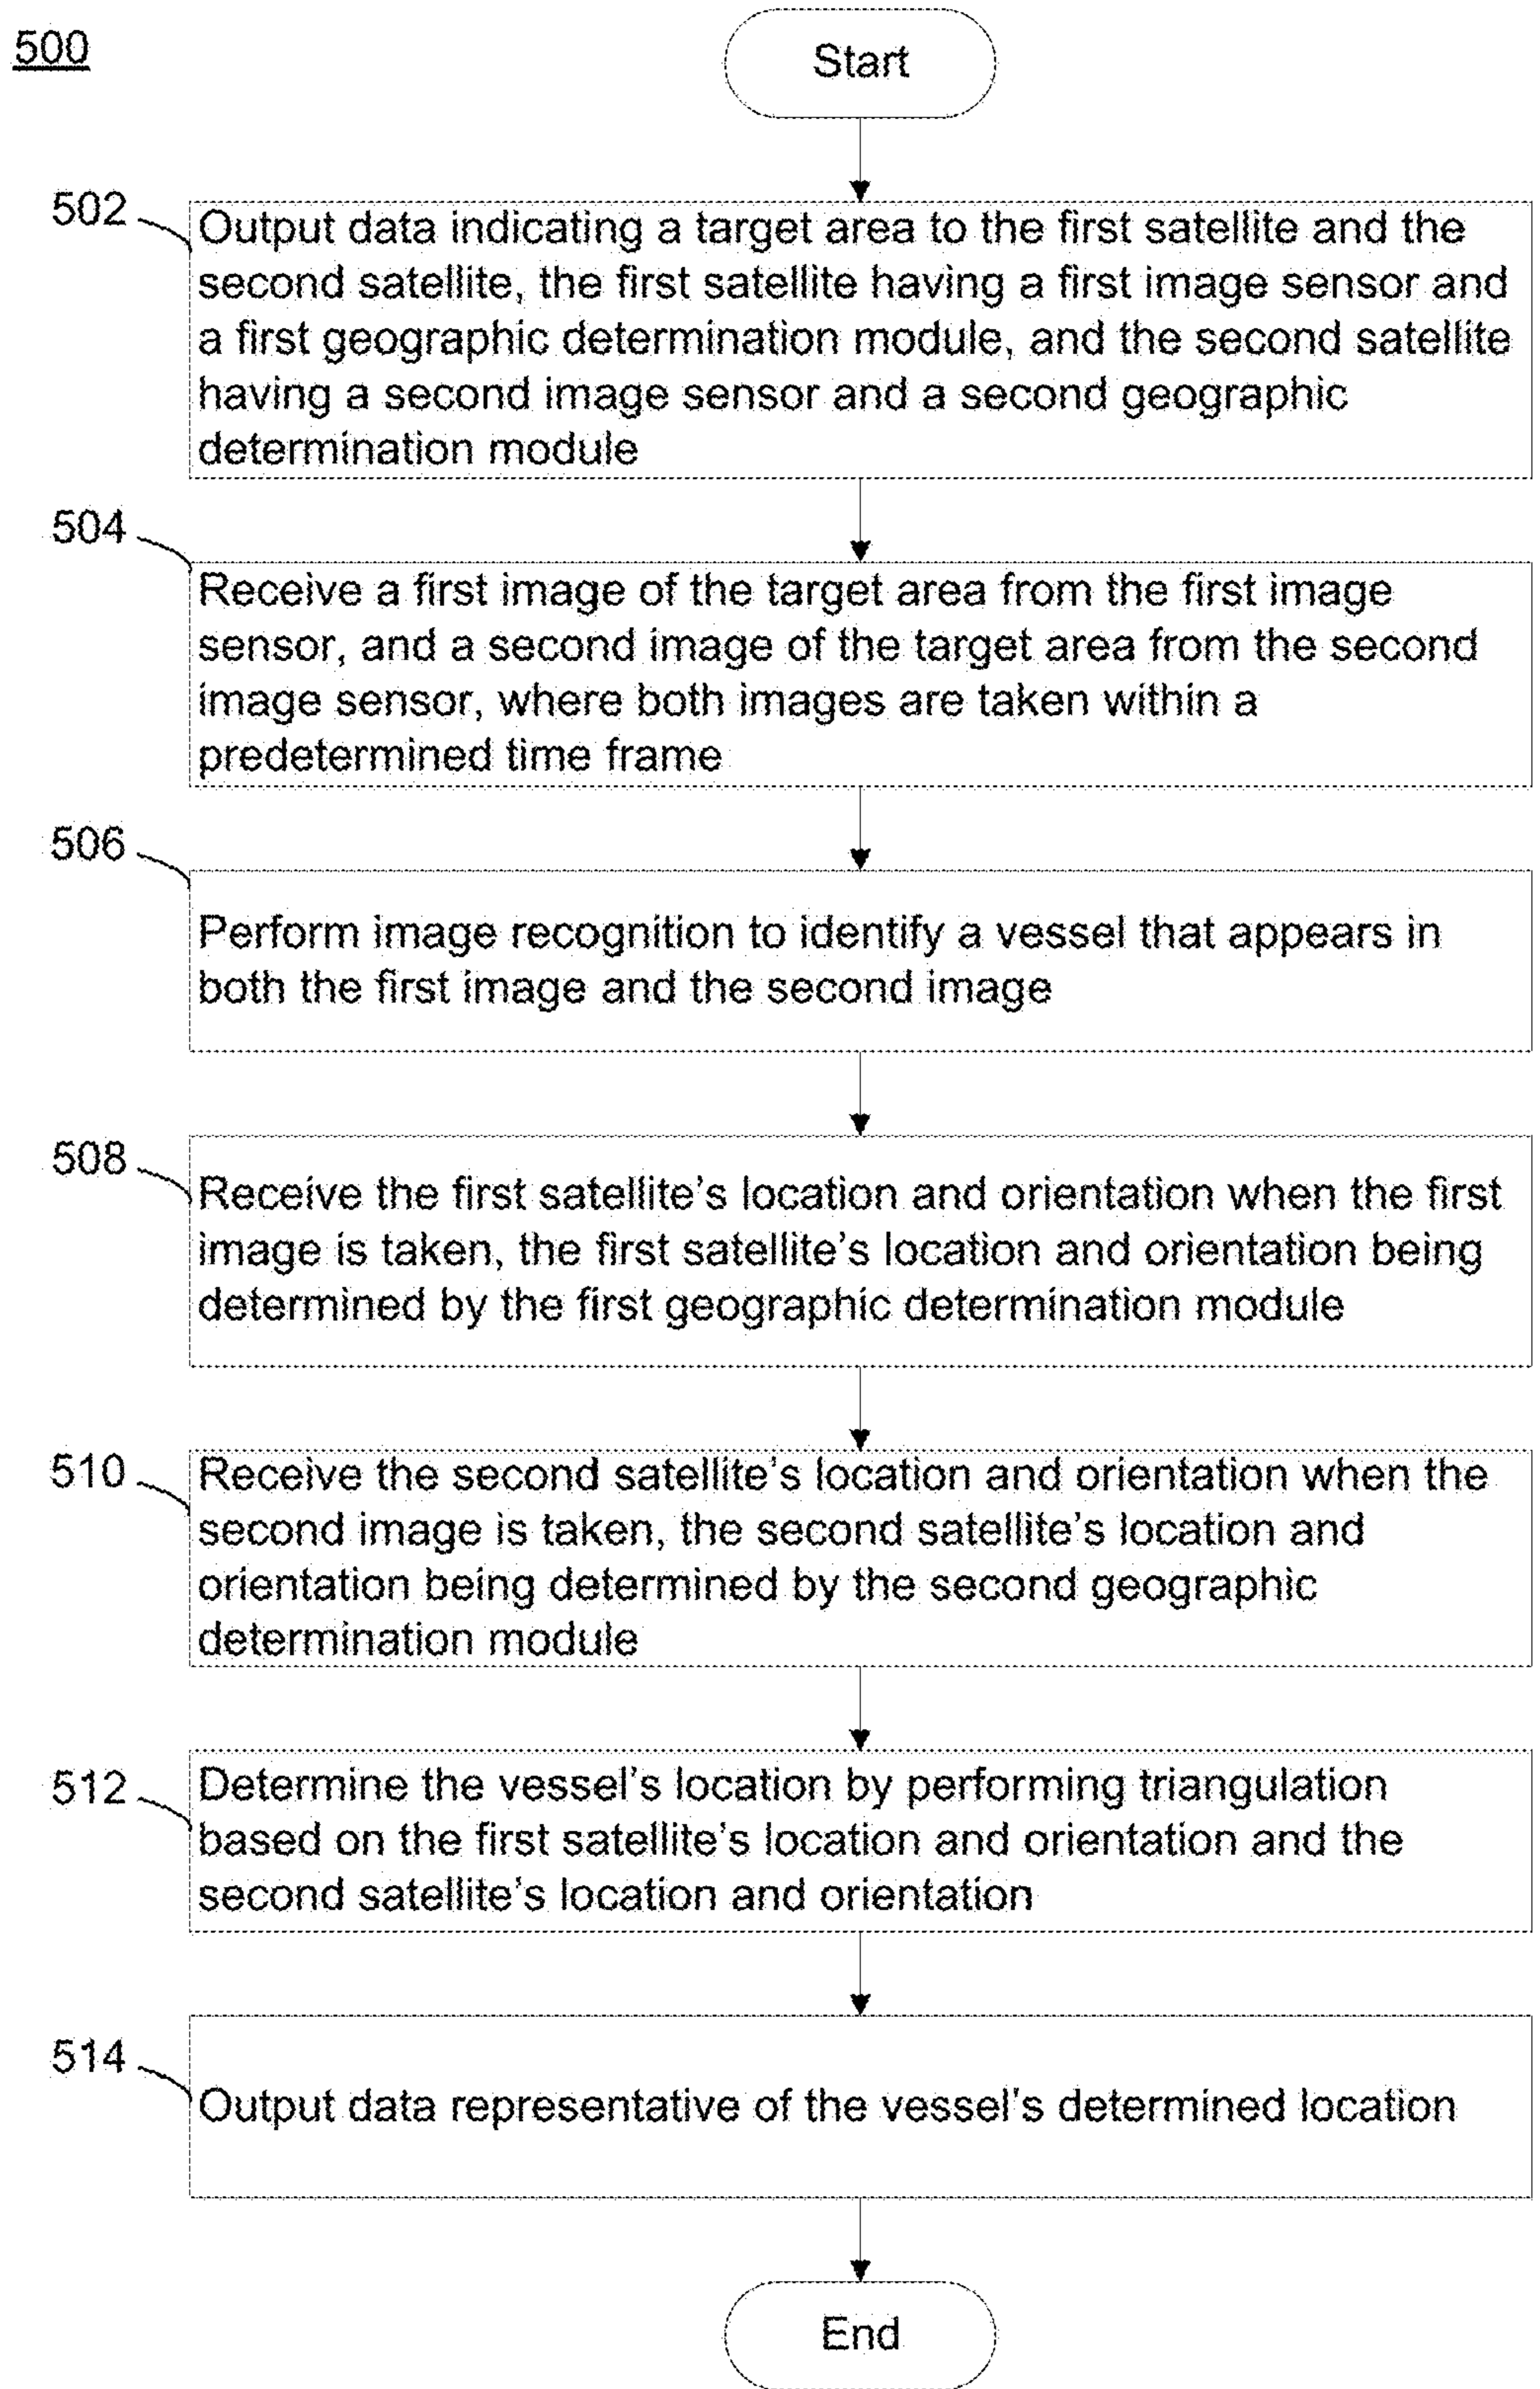 500
Start
502
Output data indicating a target area to the first satellite and the
second satellite, the first satellite having a first image sensor and
a first geographic determination module, and the second satellite
having a second image sensor and a second geographic
determination module
504
Receive a first image of the target area from the first image
sensor, and a second image of the target area from the second
image sensor, where both images are taken within a
predetermined time frame
506
Perform image recognition to identify a vessel that appears in
both the first image and the second image
508
Receive the first satellite's location and orientation when the first
image is taken, the first satellite's location and orientation being
determined by the first geographic determination module
510
Receive the second satellite's location and orientation when the
second image is taken, the second satellite's location and
orientation being determined by the second geographic
determination module
512
Determine the vessel's location by performing triangulation
based on the first satellite's location and orientation and the
second satellite's location and orientation
514
Output data representative of the vessel's determined location
End